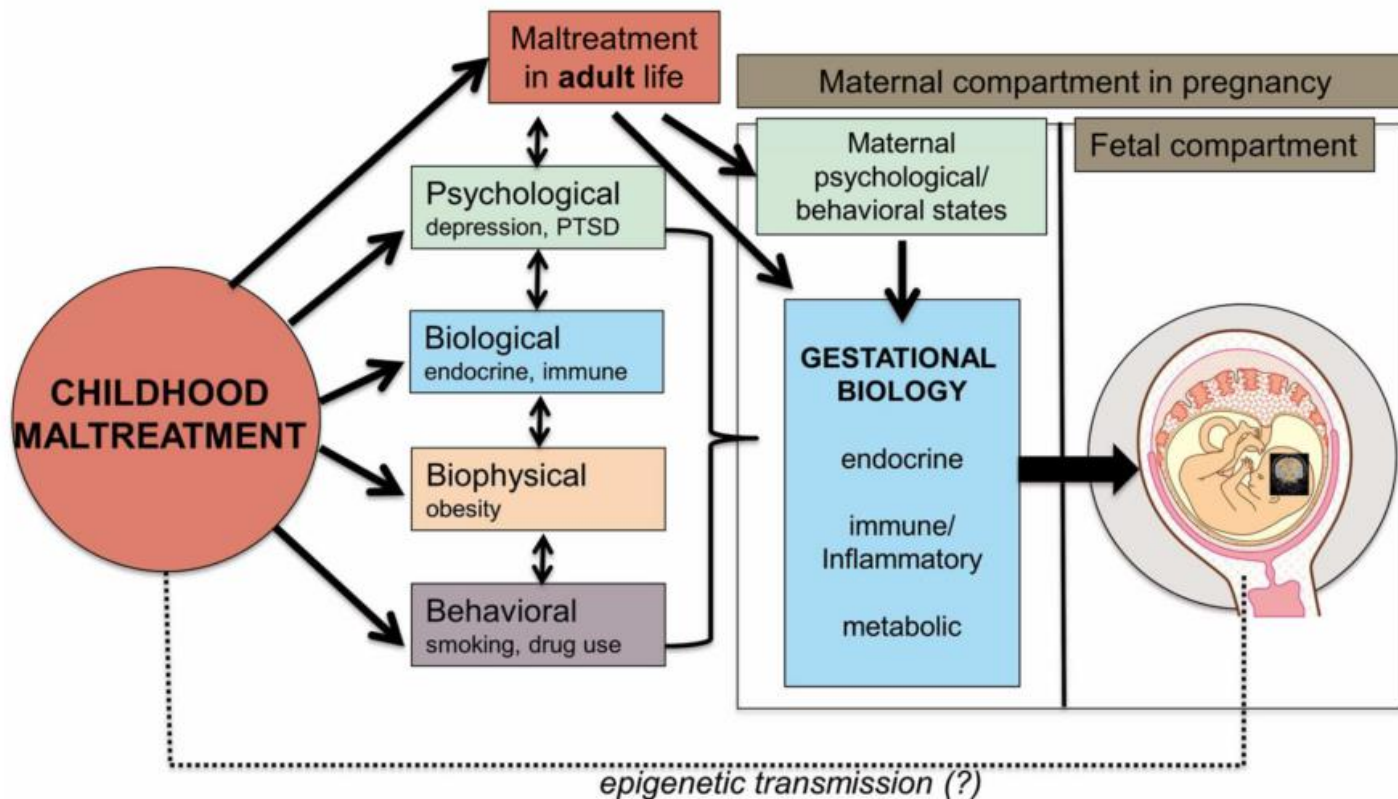 Maltreatment
in adult life
Maternal compartment in pregnancy
Maternal
psychological/
behavioral states
Fetal compartment
Psychological
depression, PTSD
Biological
endocrine, immune
CHILDHOOD
MALTREATMENT
Biophysical
obesity
Behavioral
smoking, drug use
GESTATIONAL
BIOLOGY
endocrine
immune/
Inflammatory
metabolic
epigenetic transmission (?)